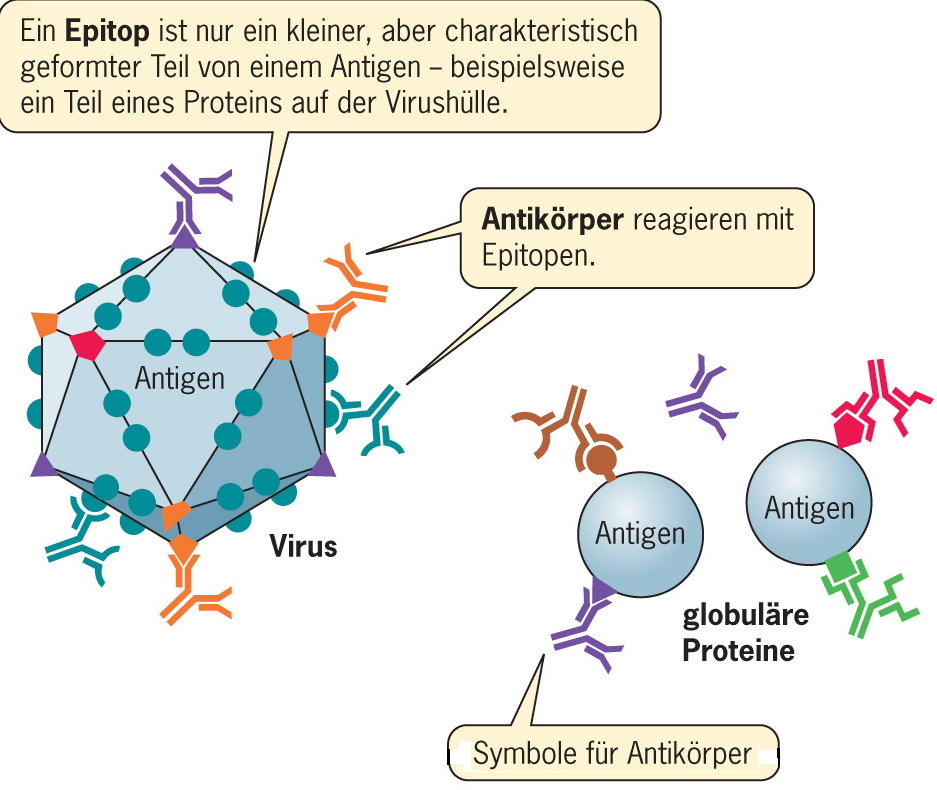 Ein Epitop ist nur ein kleiner, aber charakteristisch
geformter Teil von einem Antigen – beispielsweise
ein Teil eines Proteins auf der Virushülle.
Antikörper reagieren mit
Epitopen.
Antigen
Virus
Antigen
Antigen
globuläre
Proteine
Symbole für Antikörper